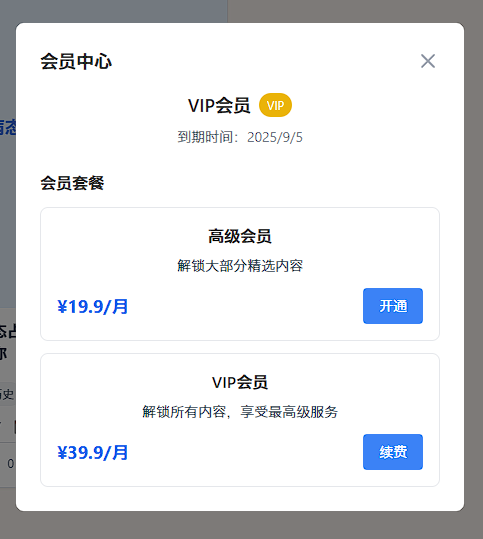 会员中心
VIP会员 VIP
到期时间：2025/9/5
会员套餐
高级会员
解锁大部分精选内容
¥19.9/月 开通
VIP会员
解锁所有内容，享受最高级服务
¥39.9/月 续费
历史
0